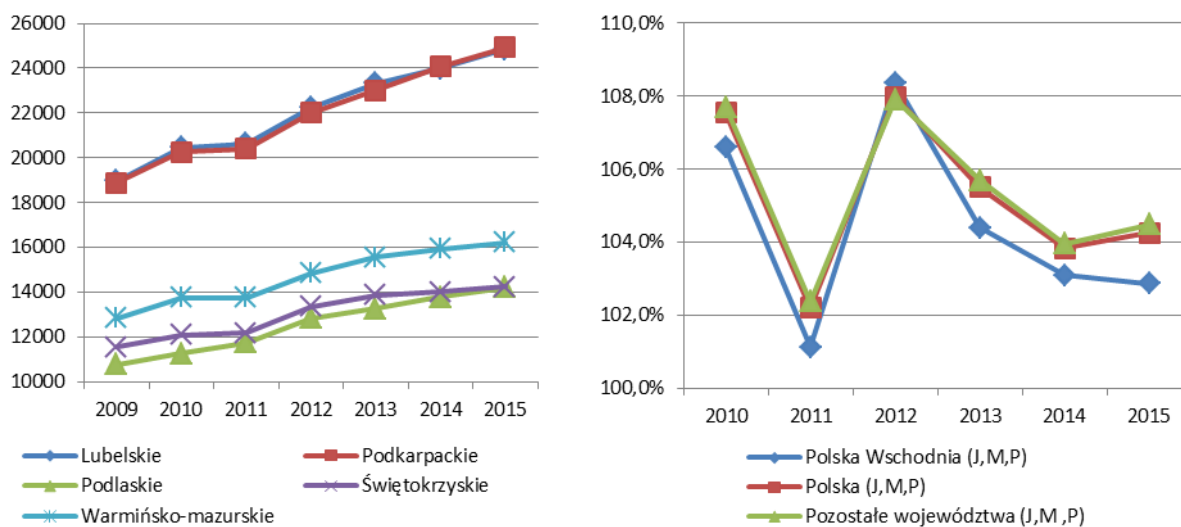 26000
24000
22000
20000
18000
16000
14000
12000
10000
2009 2010 2011 2012 2013 2014 2015
Lubelskie Podkarpackie
Podlaskie Świętokrzyskie
Warmińsko-mazurskie
110,0%
108,0%
106,0%
104,0%
102,0%
100,0%
2010 2011 2012 2013 2014 2015
Polska Wschodnia (J,M,P)
Polska (J,M,P)
Pozostałe województwa (J,M ,P)